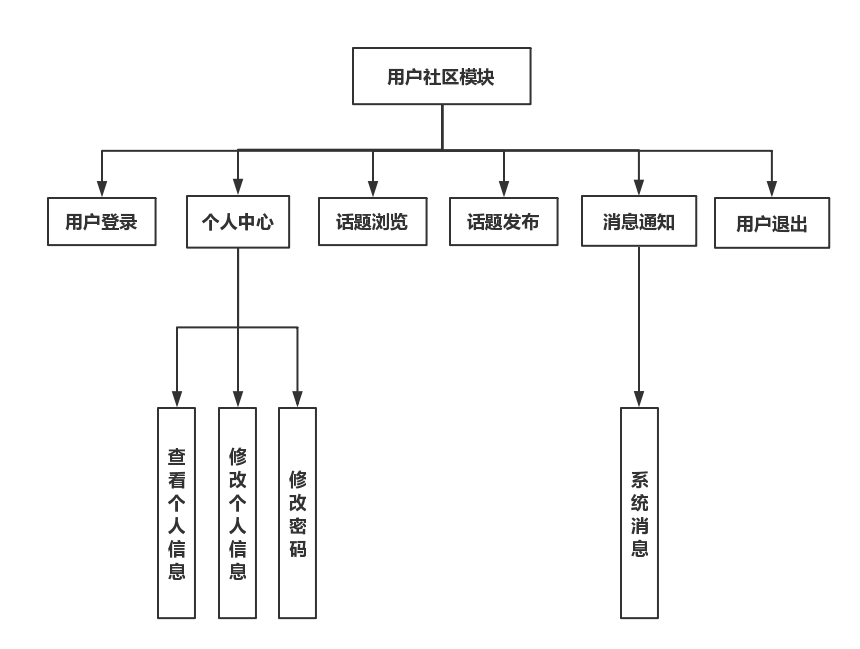 用户社区模块
用户登录
个人中心
话题浏览
话题发布
消息通知
用户退出
查看个人信息
修改个人信息
修改密码
系统消息